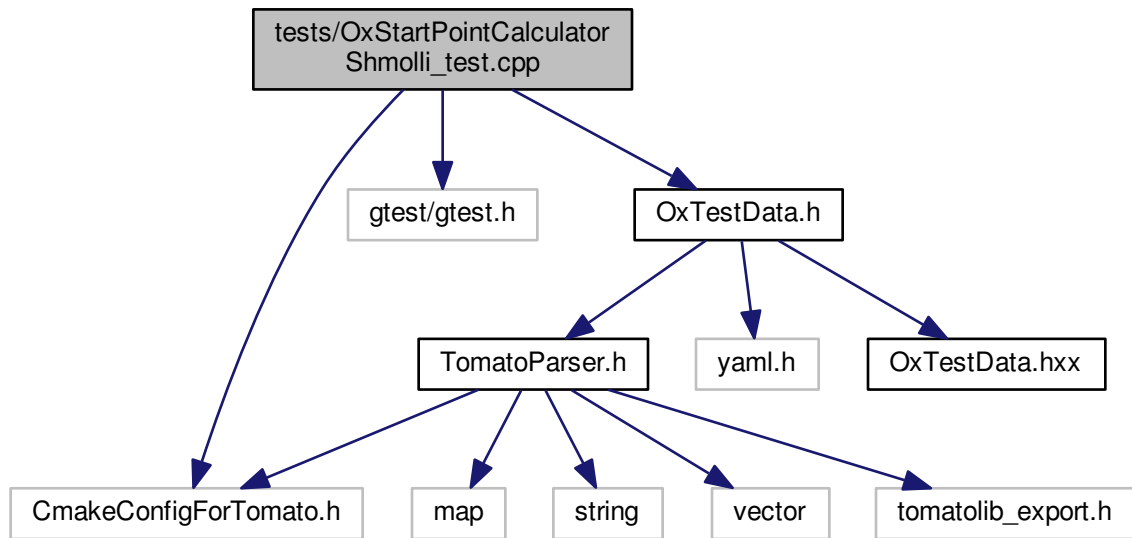 tests/OxStartPointCalculator
Shmolli_test.cpp
gtest/gtest.h
OxTestData.h
TomatoParser.h
yaml.h
OxTestData.hxx
CmakeConfigForTomato.h
map
string
vector
tomatolib_export.h